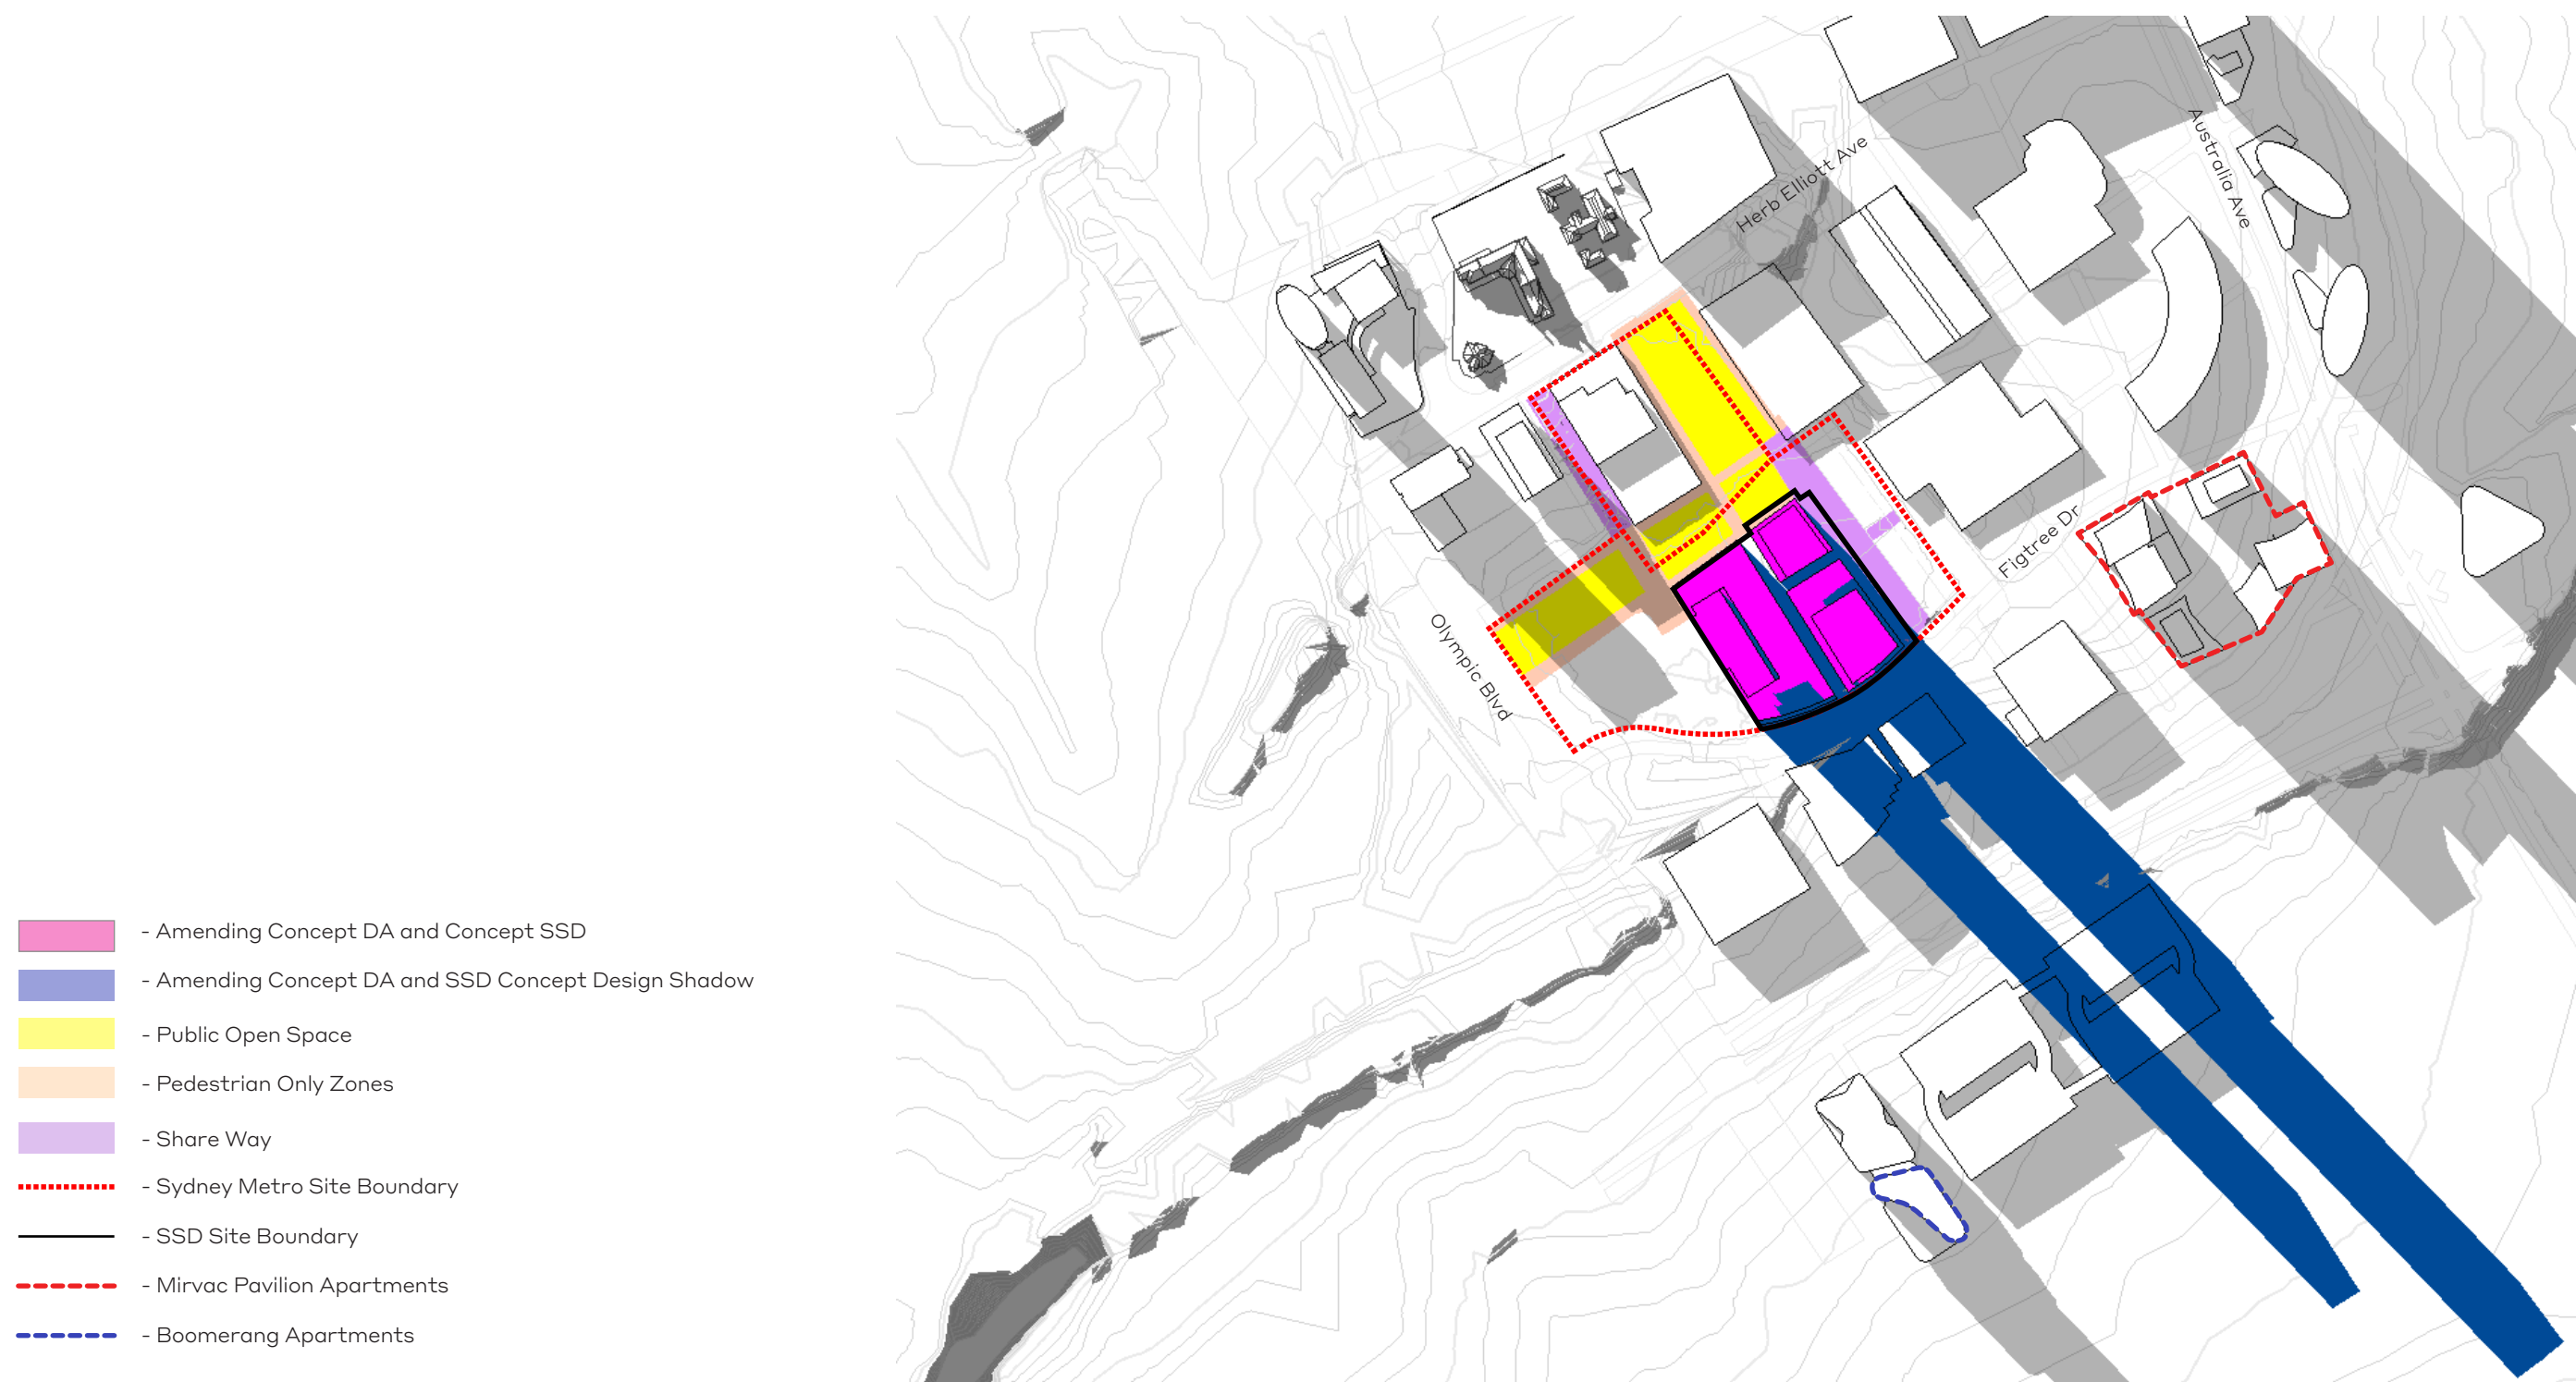 Herb Elliott Ave
Australia Ave
Figtree Dr
Olympic Blvd
- Amending Concept DA and Concept SSD
- Amending Concept DA and SSD Concept Design Shadow
- Public Open Space
- Pedestrian Only Zones
- Share Way
- Sydney Metro Site Boundary
- SSD Site Boundary
- Mirvac Pavilion Apartments
- Boomerang Apartments